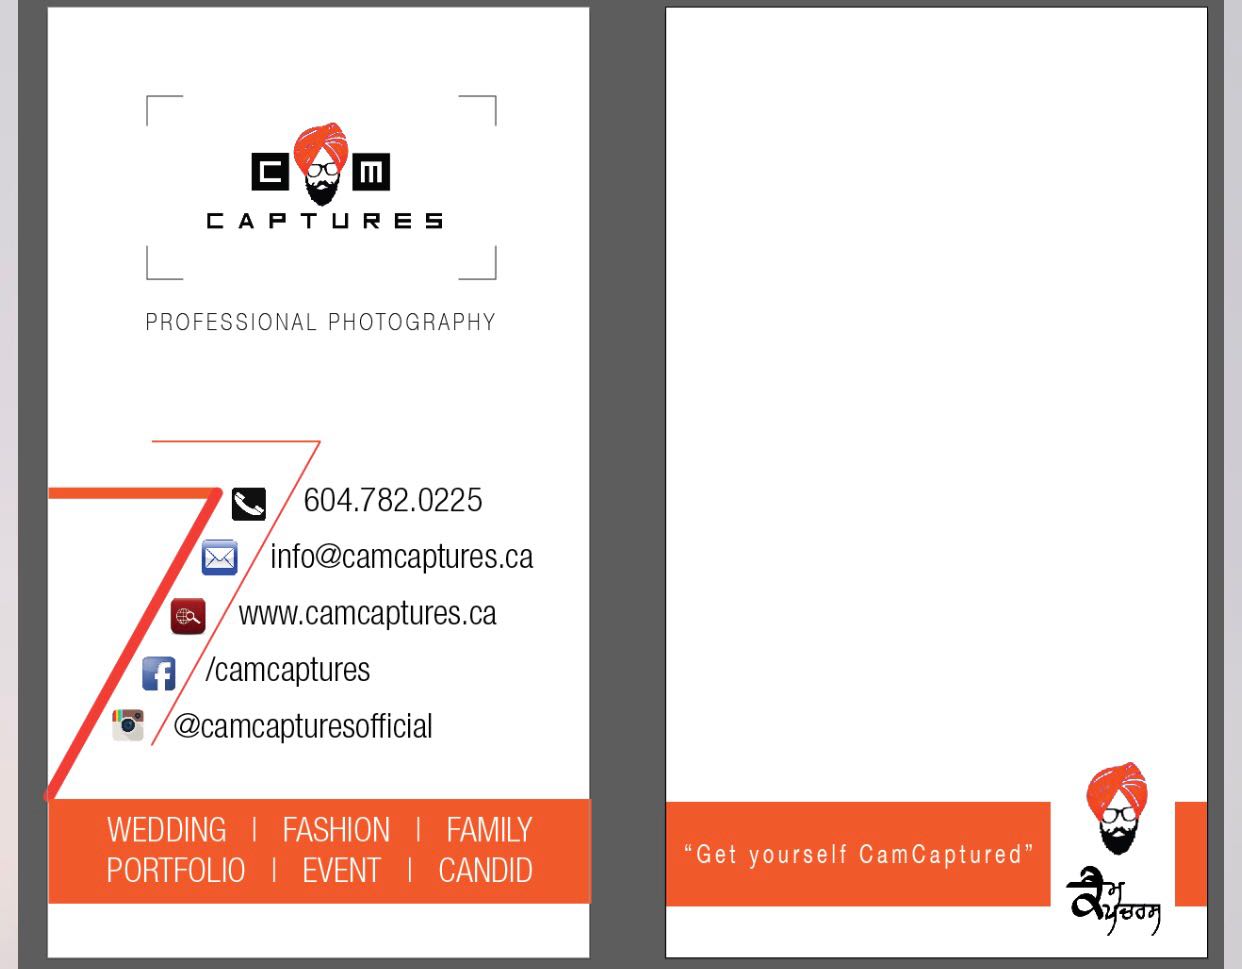 C M
CAPTURES
PROFESSIONAL PHOTOGRAPHY
604.782.0225
info@camcaptures.ca
www.camcaptures.ca
/camcaptures
@camcapturesofficial
WEDDING | FASHION | FAMILY
PORTFOLIO | EVENT | CANDID
“Get yourself CamCaptured”
ਕੈਮ
ਪਚਰਸ